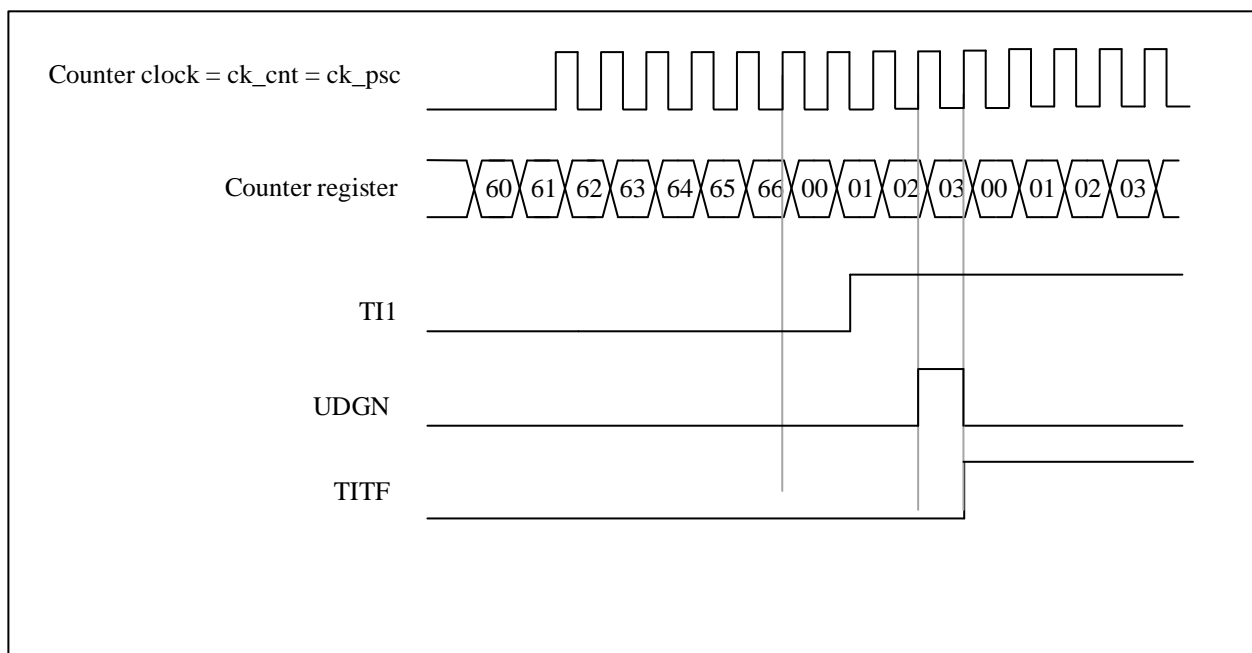 Counter clock = ck_cnt = ck_psc
Counter register
60 61 62 63 64 65 66 00 01 02 03 00 01 02 03
TI1
UDGN
TITF